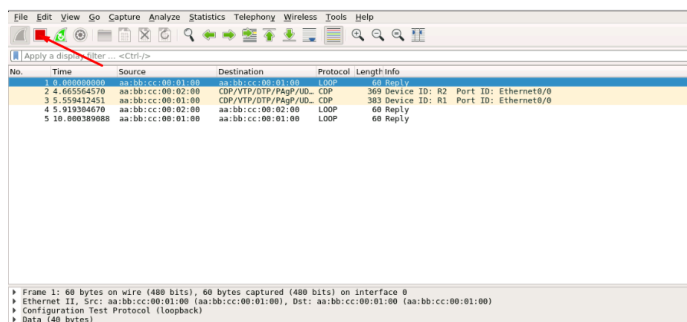 File Edit View Go Capture Analyze Statistics Telephony Wireless Tools Help
Apply a display filter ... <Ctrl-/>
No. Time Source Destination Protocol Length Info
1 0.000000000 aa:bb:cc:00:01:00 aa:bb:cc:00:01:00 LOOP 60 Reply
2 4.665564570 aa:bb:cc:00:02:00 CDP/VTP/DTP/PAgP/UD… CDP 369 Device ID: R2 Port ID: Ethernet0/0
3 5.559412451 aa:bb:cc:00:01:00 CDP/VTP/DTP/PAgP/UD… CDP 383 Device ID: R1 Port ID: Ethernet0/0
4 5.919304670 aa:bb:cc:00:02:00 aa:bb:cc:00:02:00 LOOP 60 Reply
5 10.000389088 aa:bb:cc:00:01:00 aa:bb:cc:00:01:00 LOOP 60 Reply
Frame 1: 60 bytes on wire (480 bits), 60 bytes captured (480 bits) on interface 0
Ethernet II, Src: aa:bb:cc:00:01:00 (aa:bb:cc:00:01:00), Dst: aa:bb:cc:00:01:00 (aa:bb:cc:00:01:00)
Configuration Test Protocol (loopback)
Data (40 bytes)